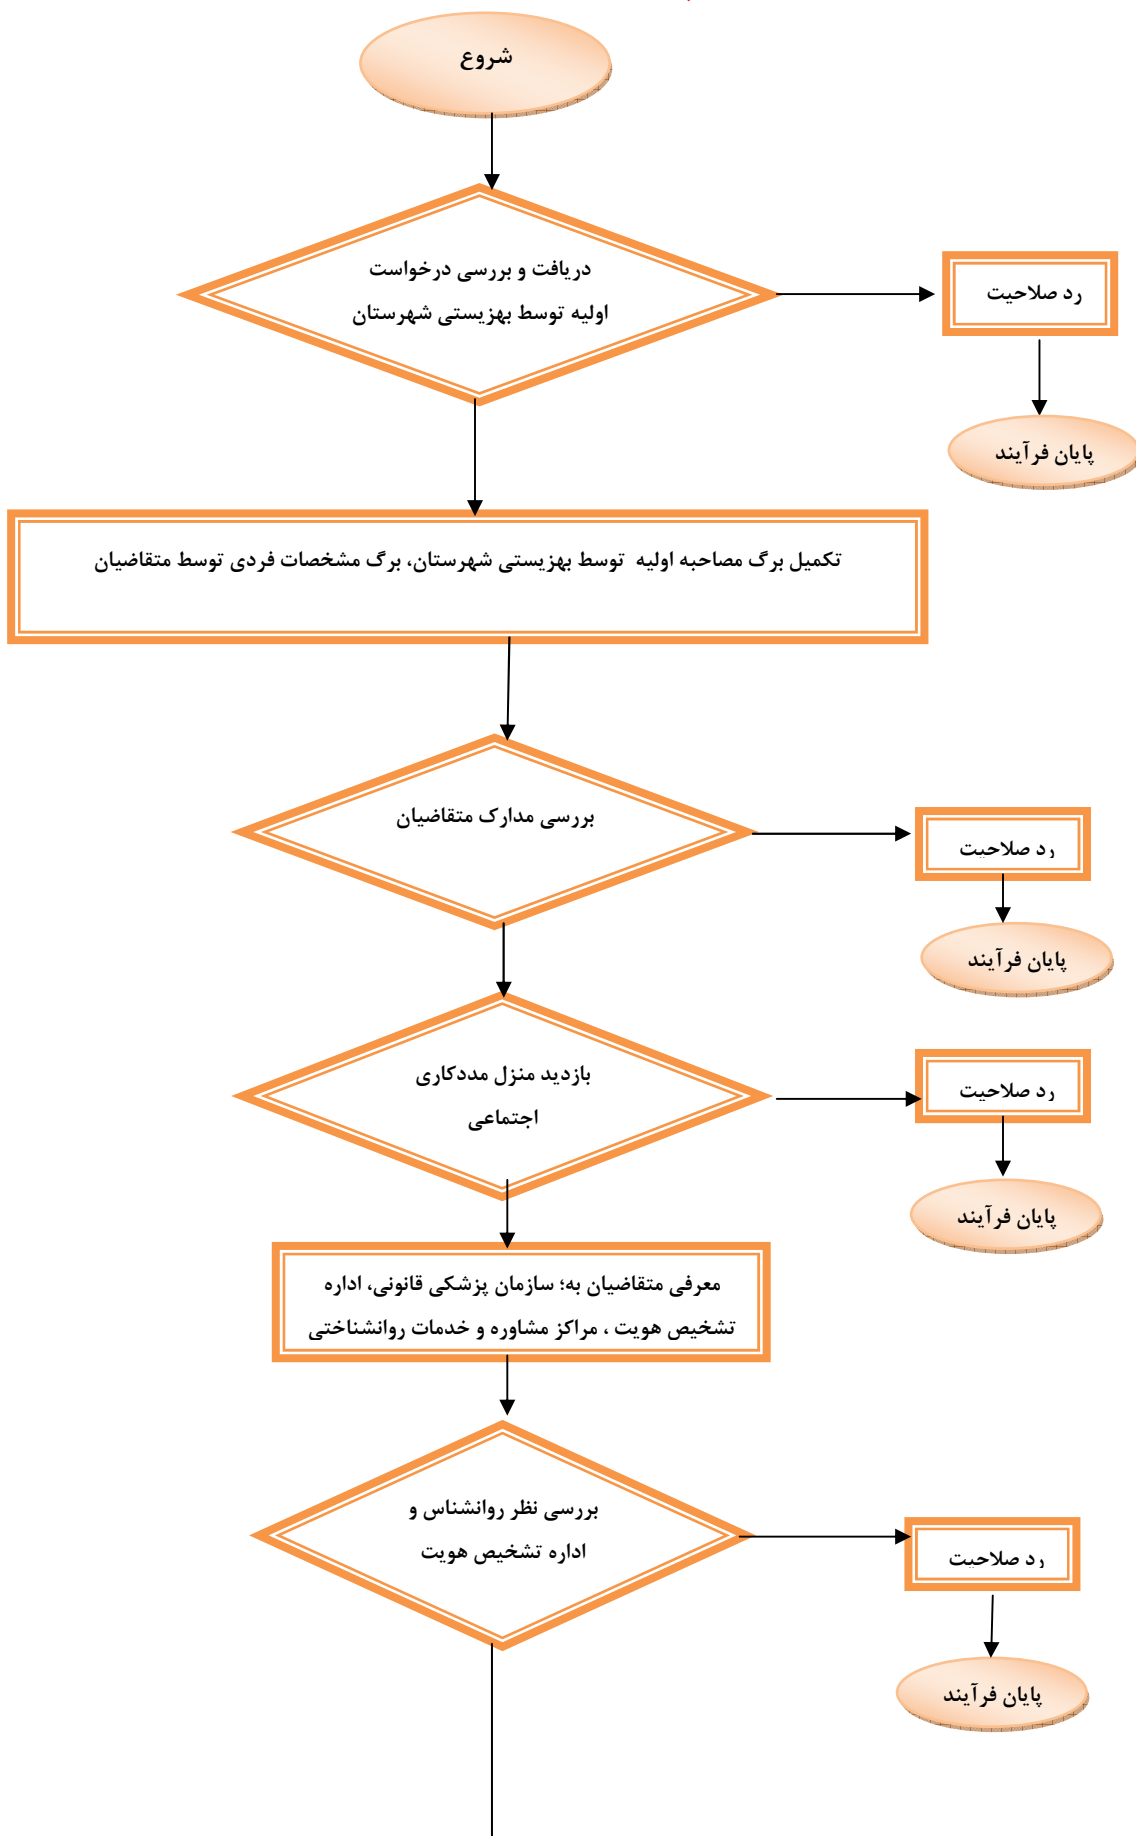 شروع
دریافت و بررسی درخواست
اولیه توسط بهزیستی شهرستان
رد صلاحیت
پایان فرآیند
تکمیل برگ مصاحبه اولیه توسط بهزیستی شهرستان، برگ مشخصات فردی توسط متقاضیان
بررسی مدارک متقاضیان
رد صلاحیت
پایان فرآیند
بازدید منزل مددکاری
اجتماعی
رد صلاحیت
پایان فرآیند
معرفی متقاضیان به؛ سازمان پزشکی قانونی، اداره
تشخیص هویت ، مراکز مشاوره و خدمات روانشناختی
بررسی نظر روانشناس و
اداره تشخیص هویت
رد صلاحیت
پایان فرآیند